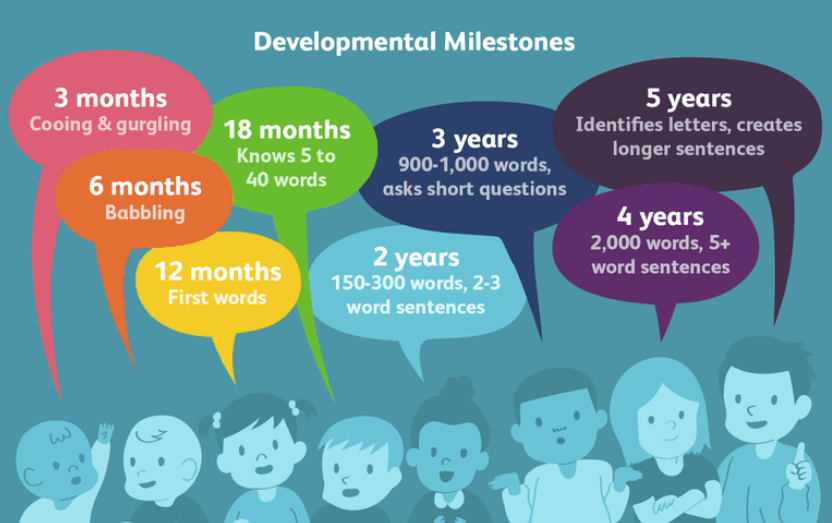 Developmental Milestones
3 months
Cooing & gurgling
6 months
Babbling
12 months
First words
18 months
Knows 5 to
40 words
2 years
150-300 words, 2-3
word sentences
3 years
900-1,000 words,
asks short questions
4 years
2,000 words, 5+
word sentences
5 years
Identifies letters, creates
longer sentences